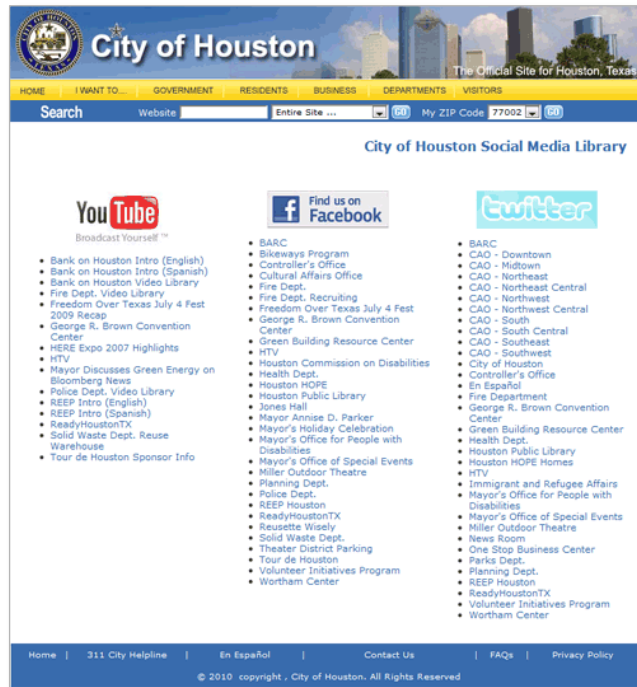 City of Houston
The Official Site for Houston, Texas
HOME I WANT TO... GOVERNMENT RESIDENTS BUSINESS DEPARTMENTS VISITORS
Search Website Entire Site ... GO My ZIP Code 77002 GO
City of Houston Social Media Library
YouTube
Broadcast Yourself ™
Bank on Houston Intro (English)
Bank on Houston Intro (Spanish)
Bank on Houston Video Library
Fire Dept. Video Library
Freedom Over Texas July 4 Fest
2009 Recap
George R. Brown Convention
Center
HERE Expo 2007 Highlights
HTV
Mayor Discusses Green Energy on
Bloomberg News
Police Dept. Video Library
REEP Intro (English)
REEP Intro (Spanish)
ReadyHoustonTX
Solid Waste Dept. Reuse
Warehouse
Tour de Houston Sponsor Info
Find us on
Facebook
BARC
Bikeways Program
Controller's Office
Cultural Affairs Office
Fire Dept.
Fire Dept. Recruiting
Freedom Over Texas July 4 Fest
George R. Brown Convention
Center
Green Building Resource Center
HTV
Houston Commission on Disabilities
Health Dept.
Houston HOPE
Houston Public Library
Jones Hall
Mayor Annise D. Parker
Mayor's Holiday Celebration
Mayor's Office for People with
Disabilities
Mayor's Office of Special Events
Miller Outdoor Theatre
Planning Dept.
Police Dept.
REEP Houston
ReadyHoustonTX
Reusette Wisely
Solid Waste Dept.
Theater District Parking
Tour de Houston
Volunteer Initiatives Program
Wortham Center
twitter
BARC
CAO - Downtown
CAO - Midtown
CAO - Northeast
CAO - Northeast Central
CAO - Northwest
CAO - Northwest Central
CAO - South
CAO - South Central
CAO - Southeast
CAO - Southwest
City of Houston
Controller's Office
En Español
Fire Department
George R. Brown Convention
Center
Green Building Resource Center
Health Dept.
Houston Public Library
Houston HOPE Homes
HTV
Immigrant and Refugee Affairs
Mayor's Office for People with
Disabilities
Mayor's Office of Special Events
Miller Outdoor Theatre
News Room
One Stop Business Center
Parks Dept.
Planning Dept.
REEP Houston
ReadyHoustonTX
Volunteer Initiatives Program
Wortham Center
Home | 311 City Helpline | En Español | Contact Us | FAQs | Privacy Policy
© 2010 copyright , City of Houston. All Rights Reserved